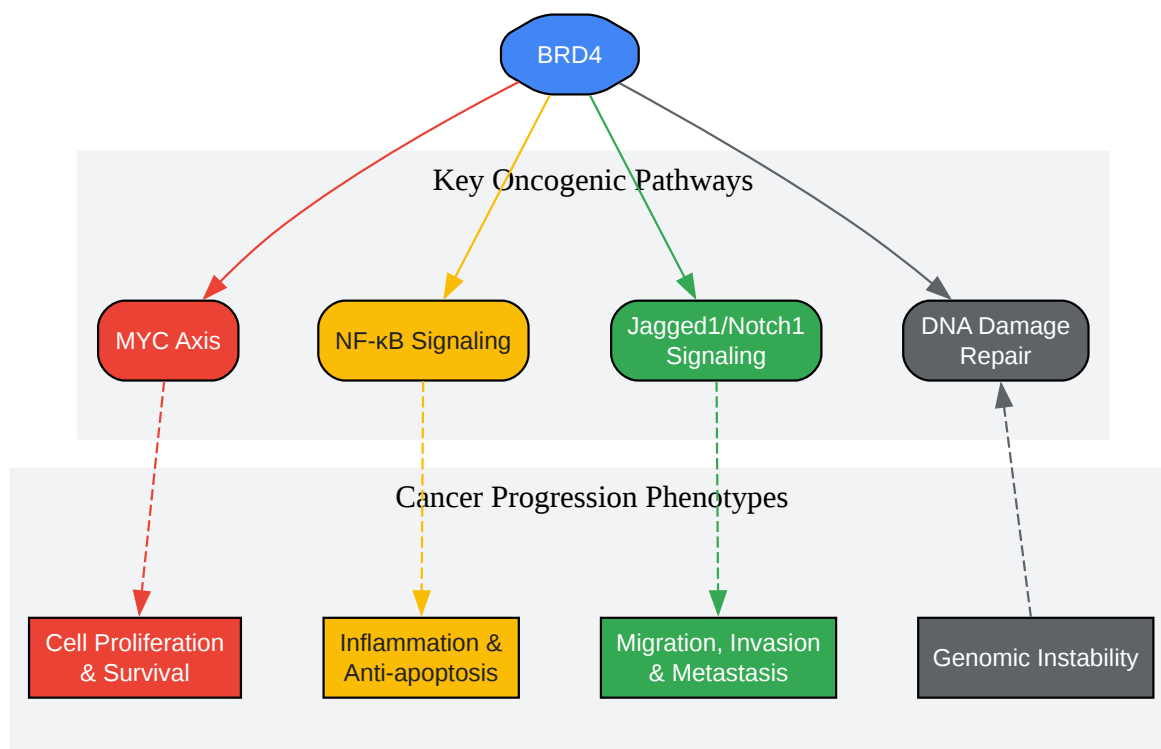 BRD4
Key Oncogenic Pathways
MYC Axis
NF-κB Signaling
Jagged1/Notch1
Signaling
DNA Damage
Repair
Cancer Progression Phenotypes
Cell Proliferation
& Survival
Inflammation &
Anti-apoptosis
Migration, Invasion
& Metastasis
Genomic Instability